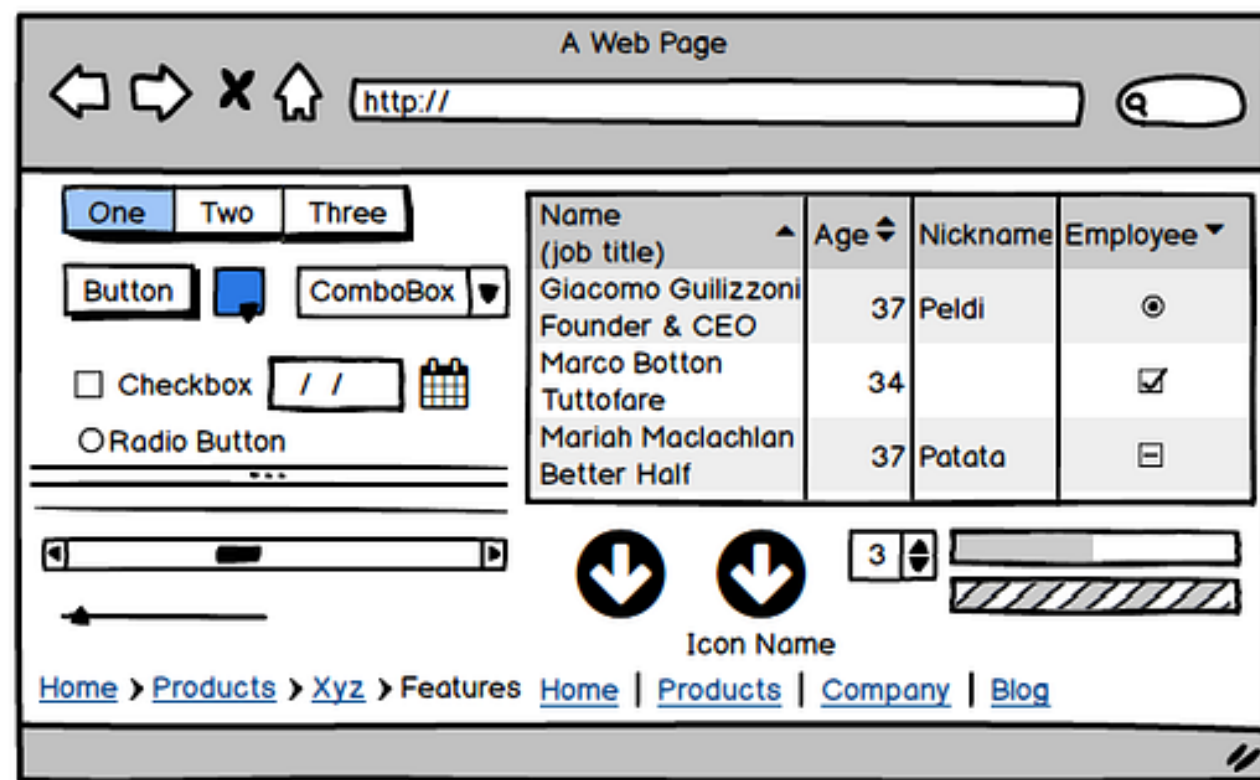 A Web Page
http://
One Two Three
Button ComboBox
Checkbox / /
Radio Button
Name
(job title) Age Nickname Employee
Giacomo Guilizzoni
Founder & CEO 37 Peldi
Marco Botton
Tuttofare 34
Mariah Maclachlan
Better Half 37 Patata
3
Icon Name
Home > Products > Xyz > Features
Home | Products | Company | Blog